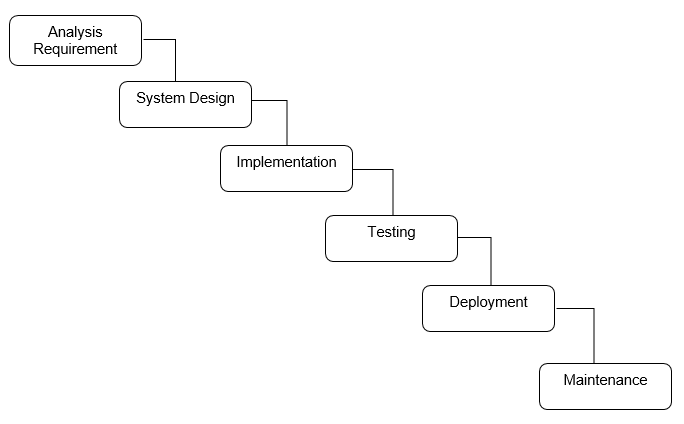 Analysis
Requirement
System Design
Implementation
Testing
Deployment
Maintenance